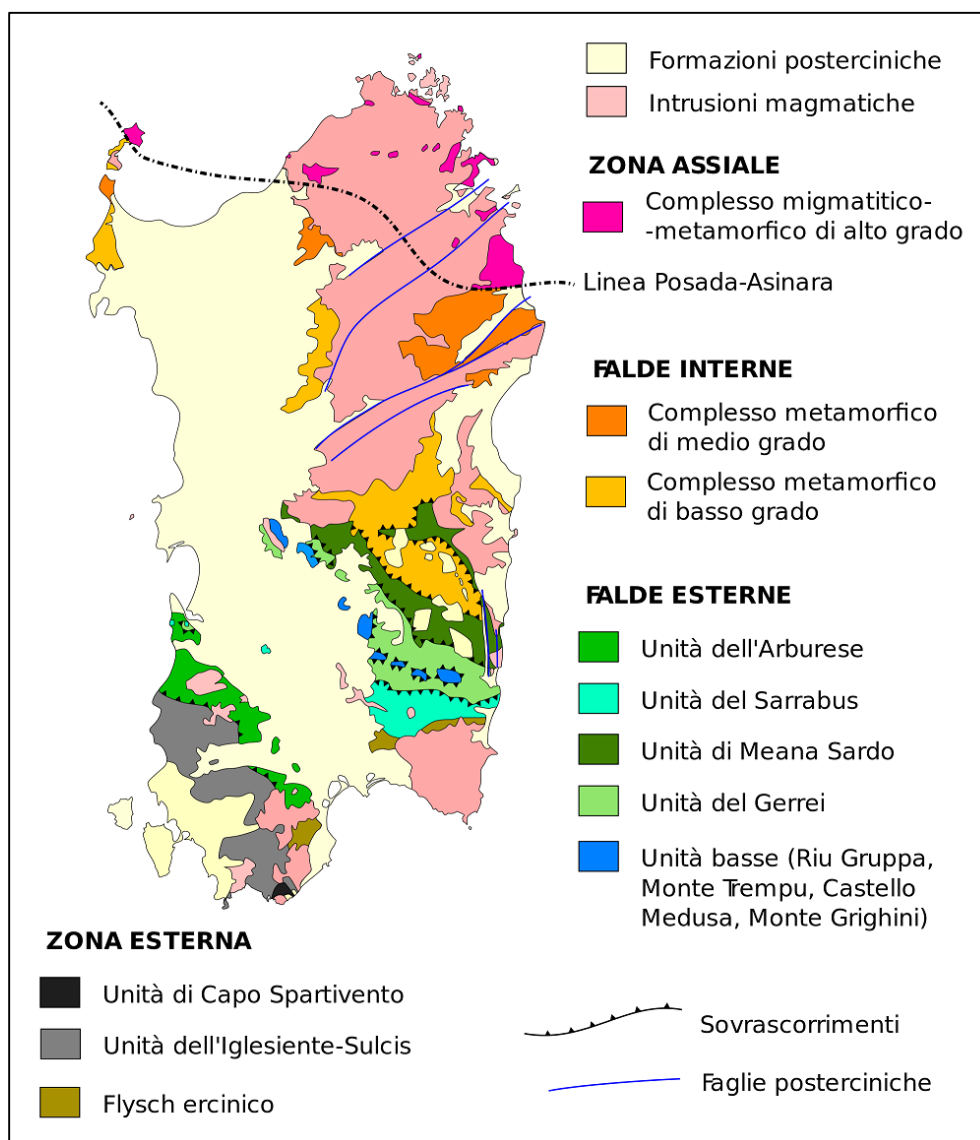 Formazioni posterciniche
Intrusioni magmatiche
ZONA ASSIALE
Complesso migmatitico-
-metamorfico di alto grado
Linea Posada-Asinara
FALDE INTERNE
Complesso metamorfico
di medio grado
Complesso metamorfico
di basso grado
FALDE ESTERNE
Unità dell'Arburese
Unità del Sarrabus
Unità di Meana Sardo
Unità del Gerrei
Unità basse (Riu Gruppa,
Monte Trempu, Castello
Medusa, Monte Grighini)
ZONA ESTERNA
Unità di Capo Spartivento
Unità dell'Iglesiente-Sulcis
Flysch ercinico
Sovrascorrimenti
Faglie posterciniche